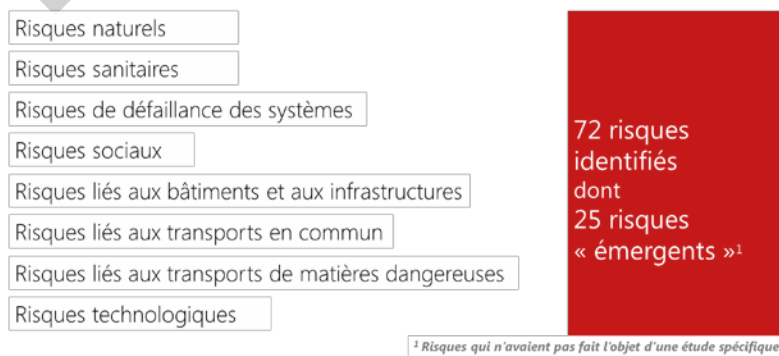 Risques naturels
Risques sanitaires
Risques de défaillance des systèmes
Risques sociaux
Risques liés aux bâtiments et aux infrastructures
Risques liés aux transports en commun
Risques liés aux transports de matières dangereuses
Risques technologiques
72 risques
identifiés
dont
25 risques
« émergents »¹
¹ Risques qui n'avaient pas fait l'objet d'une étude spécifique